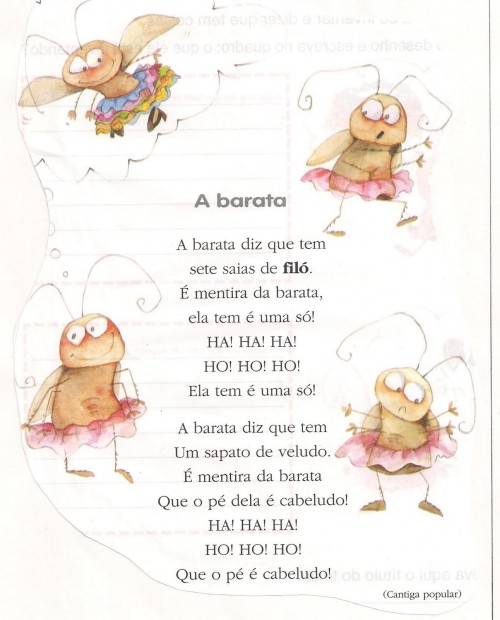 A barata
A barata diz que tem
sete saias de filó.
É mentira da barata,
ela tem é uma só!
HA! HA! HA!
HO! HO! HO!
Ela tem é uma só!
A barata diz que tem
Um sapato de veludo.
É mentira da barata
Que o pé dela é cabeludo!
HA! HA! HA!
HO! HO! HO!
Que o pé é cabeludo!
(Cantiga popular)